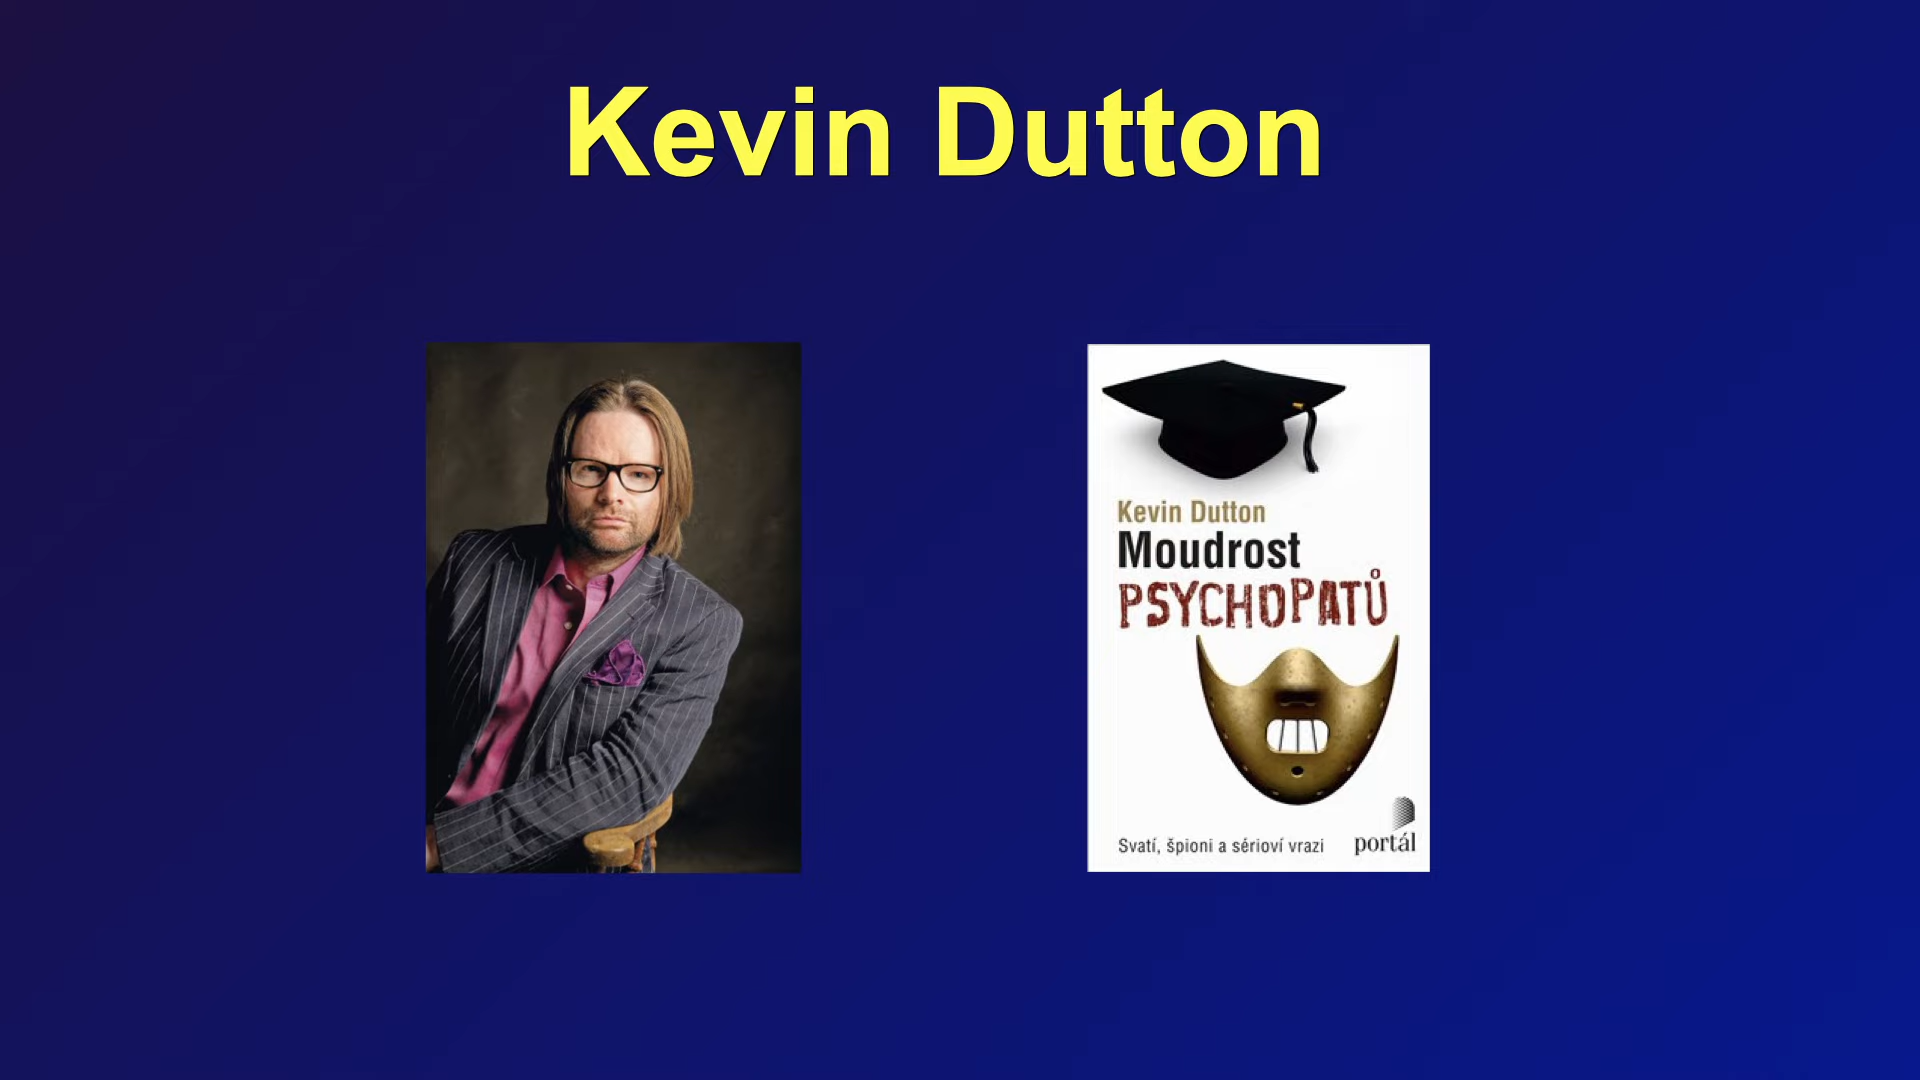 Kevin Dutton
Kevin Dutton
Moudrost
PSYCHOPATŮ
Svatí, špioni a sérioví vrazi
portál